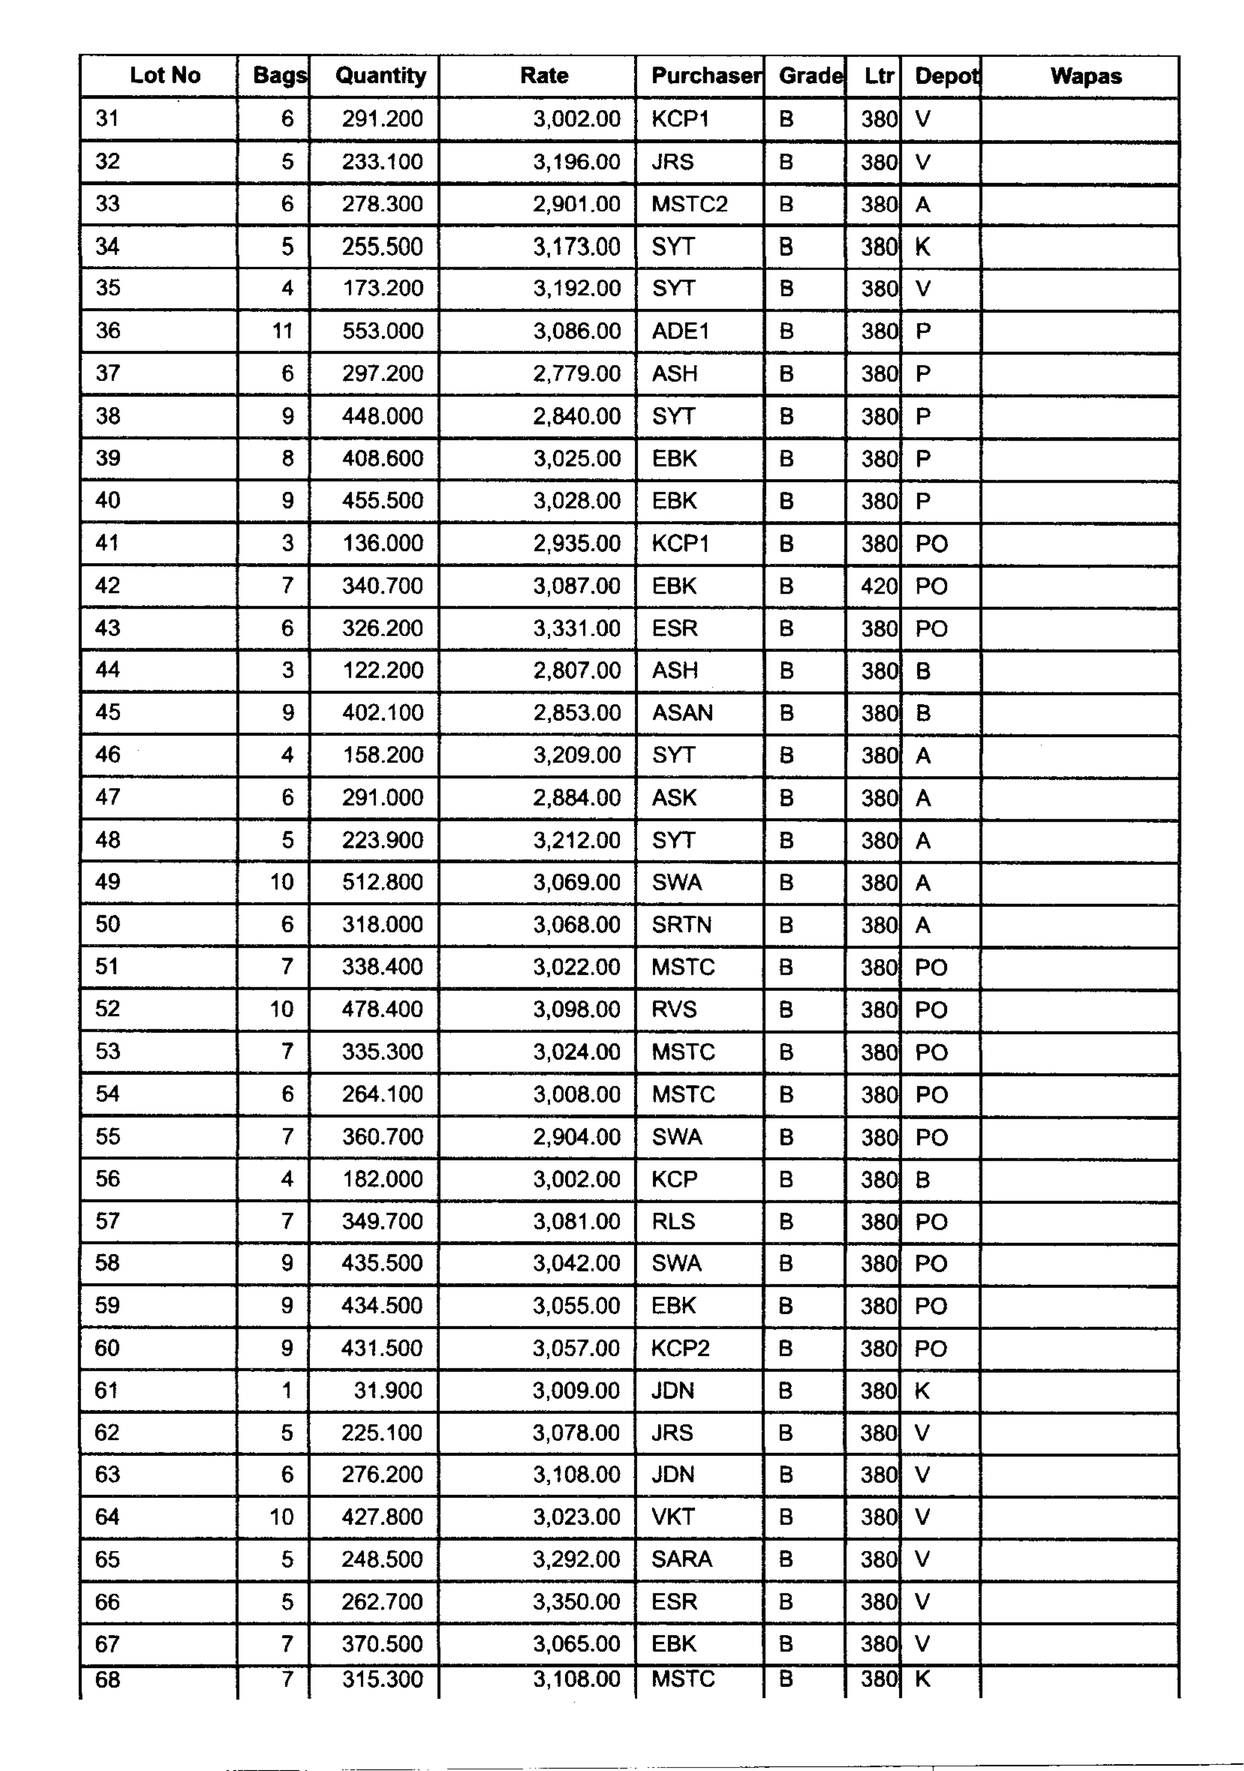 Lot No Bags Quantity Rate Purchaser Grade Ltr Depot Wapas
31 6 291.200 3,002.00 KCP1 B 380 V
32 5 233.100 3,196.00 JRS B 380 V
33 6 278.300 2,901.00 MSTC2 B 380 A
34 5 255.500 3,173.00 SYT B 380 K
35 4 173.200 3,192.00 SYT B 380 V
36 11 553.000 3,086.00 ADE1 B 380 P
37 6 297.200 2,779.00 ASH B 380 P
38 9 448.000 2,840.00 SYT B 380 P
39 8 408.600 3,025.00 EBK B 380 P
40 9 455.500 3,028.00 EBK B 380 P
41 3 136.000 2,935.00 KCP1 B 380 PO
42 7 340.700 3,087.00 EBK B 420 PO
43 6 326.200 3,331.00 ESR B 380 PO
44 3 122.200 2,807.00 ASH B 380 B
45 9 402.100 2,853.00 ASAN B 380 B
46 4 158.200 3,209.00 SYT B 380 A
47 6 291.000 2,884.00 ASK B 380 A
48 5 223.900 3,212.00 SYT B 380 A
49 10 512.800 3,069.00 SWA B 380 A
50 6 318.000 3,068.00 SRTN B 380 A
51 7 338.400 3,022.00 MSTC B 380 PO
52 10 478.400 3,098.00 RVS B 380 PO
53 7 335.300 3,024.00 MSTC B 380 PO
54 6 264.100 3,008.00 MSTC B 380 PO
55 7 360.700 2,904.00 SWA B 380 PO
56 4 182.000 3,002.00 KCP B 380 B
57 7 349.700 3,081.00 RLS B 380 PO
58 9 435.500 3,042.00 SWA B 380 PO
59 9 434.500 3,055.00 EBK B 380 PO
60 9 431.500 3,057.00 KCP2 B 380 PO
61 1 31.900 3,009.00 JDN B 380 K
62 5 225.100 3,078.00 JRS B 380 V
63 6 276.200 3,108.00 JDN B 380 V
64 10 427.800 3,023.00 VKT B 380 V
65 5 248.500 3,292.00 SARA B 380 V
66 5 262.700 3,350.00 ESR B 380 V
67 7 370.500 3,065.00 EBK B 380 V
68 7 315.300 3,108.00 MSTC B 380 K